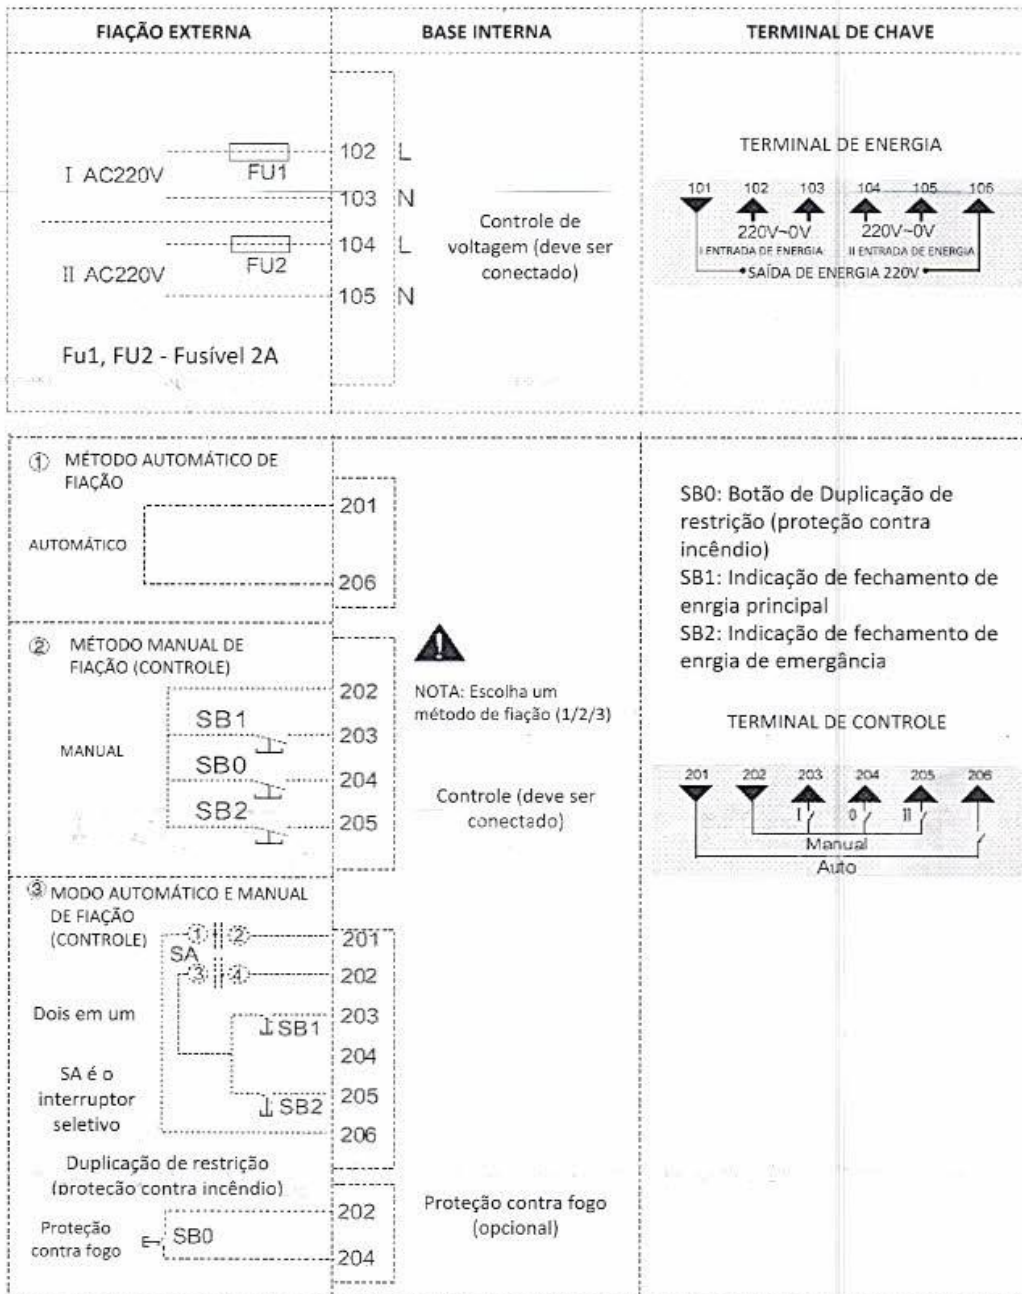 FIAÇÃO EXTERNA
BASE INTERNA
TERMINAL DE CHAVE
I AC220V
FU1
102 L
103 N
II AC220V
FU2
104 L
105 N
Fu1, FU2 - Fusível 2A
Controle de
voltagem (deve ser
conectado)
TERMINAL DE ENERGIA
101 102 103 104 105 106
220V~0V 220V~0V
I ENTRADA DE ENERGIA II ENTRADA DE ENERGIA
SAÍDA DE ENERGIA 220V
① MÉTODO AUTOMÁTICO DE
FIAÇÃO
AUTOMÁTICO
201
206
② MÉTODO MANUAL DE
FIAÇÃO (CONTROLE)
MANUAL
SB1
SB0
SB2
202
203
204
205
NOTA: Escolha um
método de fiação (1/2/3)
Controle (deve ser
conectado)
SB0: Botão de Duplicação de
restrição (proteção contra
incêndio)
SB1: Indicação de fechamento de
enrgia principal
SB2: Indicação de fechamento de
enrgia de emergância
TERMINAL DE CONTROLE
201 202 203 204 205 206
I 0 II
Manual
Auto
③ MODO AUTOMÁTICO E MANUAL
DE FIAÇÃO
(CONTROLE)
① ② 201
SA
③ ④ 202
Dois em um
SB1 203
204
SA é o
interruptor
seletivo
205
SB2
206
Duplicação de restrição
(proteção contra incêndio)
Proteção
contra fogo
SB0
202
204
Proteção contra fogo
(opcional)